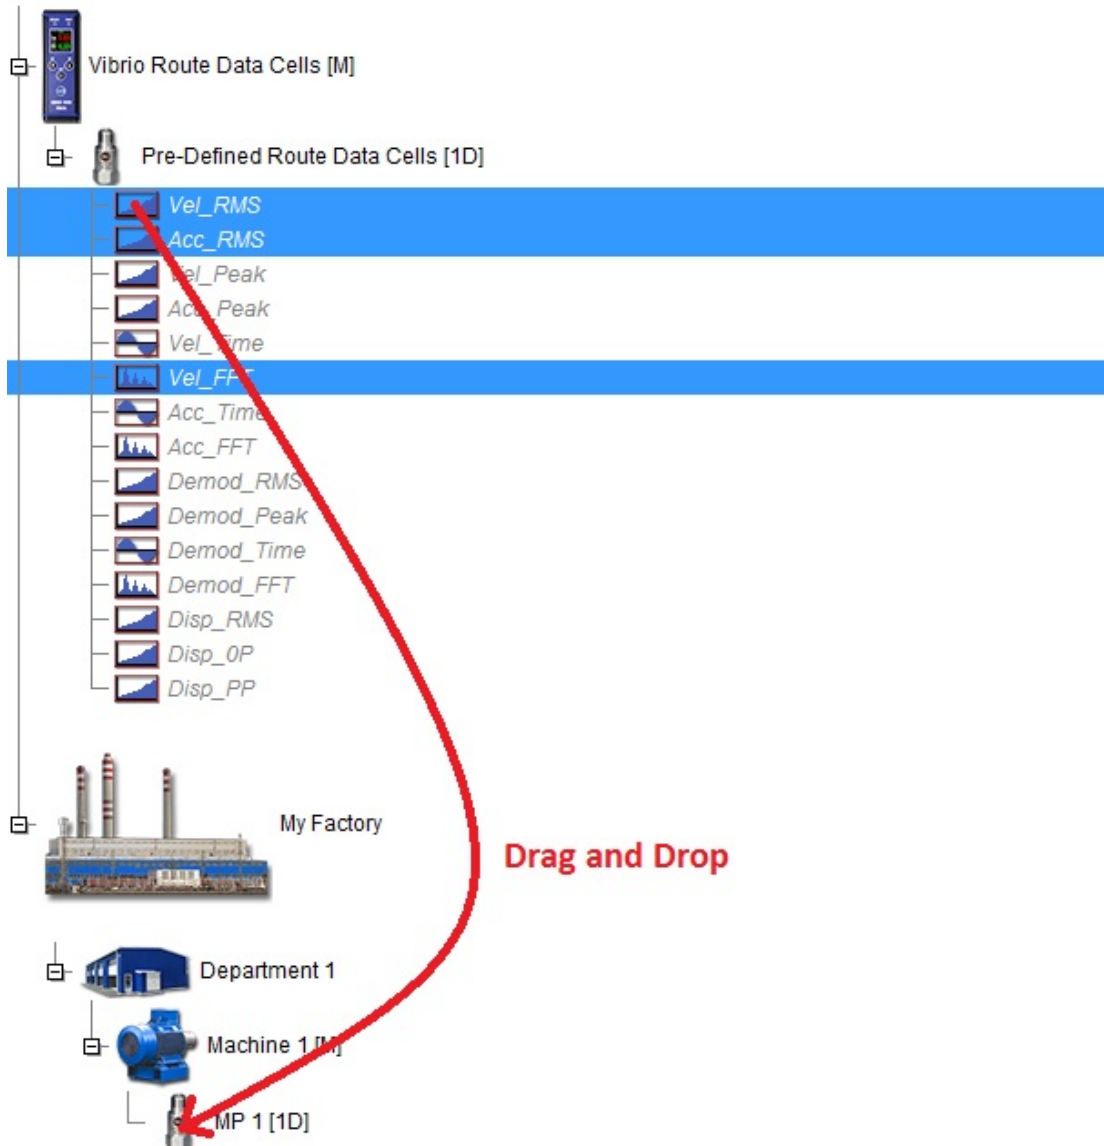 Vibrio Route Data Cells [M]
Pre-Defined Route Data Cells [1D]
Vel_RMS
Acc_RMS
Vel_Peak
Acc_Peak
Vel_Time
Vel_FFT
Acc_Time
Acc_FFT
Demod_RMS
Demod_Peak
Demod_Time
Demod_FFT
Disp_RMS
Disp_0P
Disp_PP
My Factory
Drag and Drop
Department 1
Machine 1 [M]
MP 1 [1D]